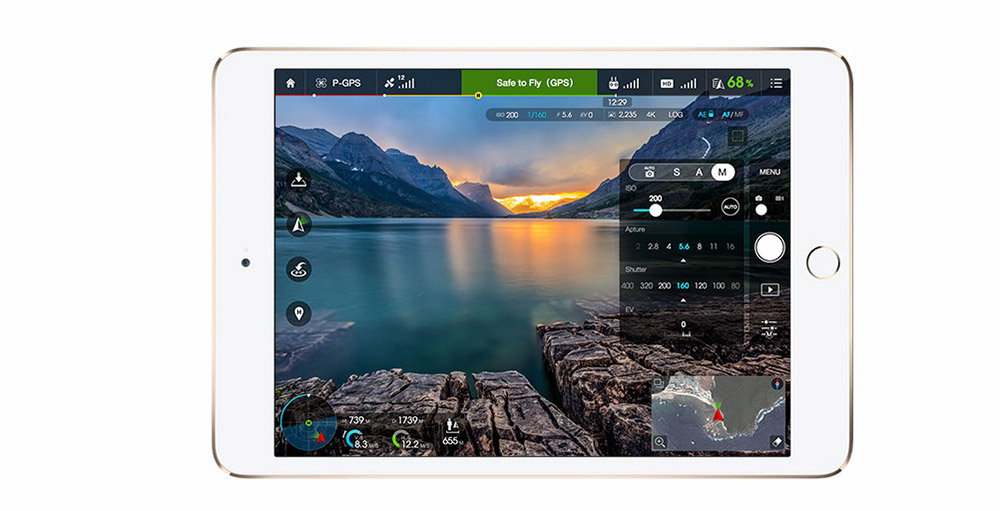 P-GPS 12 Safe to Fly (GPS) HD 68%
H
12:29
ISO 200 1/160 F 5.6 EV 0 2,235 4K LOG AE AF/MF
AUTO S A M MENU
ISO
200
AUTO
Apture
2 2.8 4 5.6 8 11 16
Shutter
400 320 200 160 120 100 80
EV
0
H
H: 739 M D: 1739 M
V.S 8.3 M/S H.S 12.2 M/S 655 M